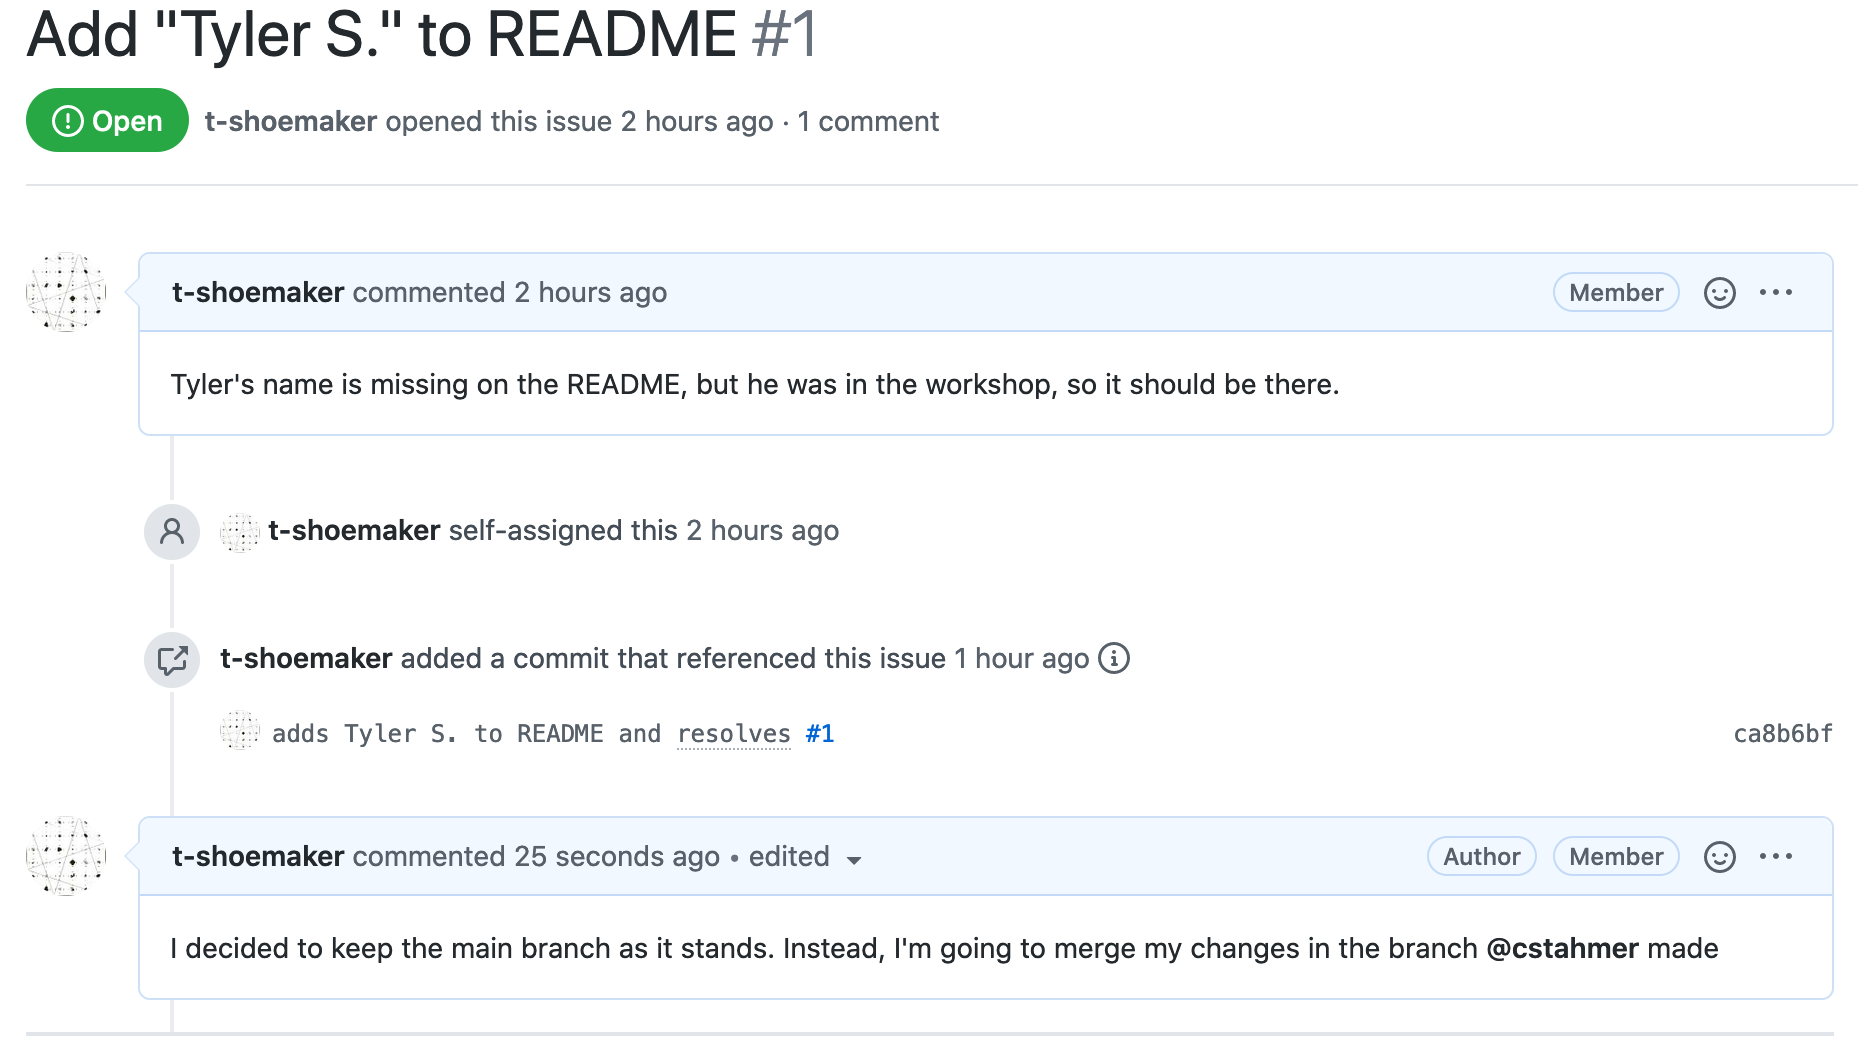 Add "Tyler S." to README #1
Open t-shoemaker opened this issue 2 hours ago · 1 comment
t-shoemaker commented 2 hours ago Member
Tyler's name is missing on the README, but he was in the workshop, so it should be there.
t-shoemaker self-assigned this 2 hours ago
t-shoemaker added a commit that referenced this issue 1 hour ago
adds Tyler S. to README and resolves #1 ca8b6bf
t-shoemaker commented 25 seconds ago • edited Author Member
I decided to keep the main branch as it stands. Instead, I'm going to merge my changes in the branch @cstahmer made